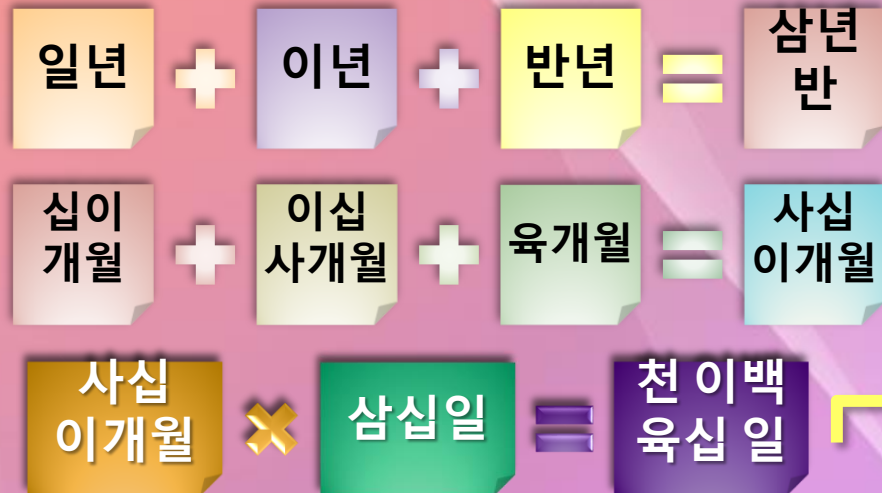 일년 이년 반년 삼년
반
십이
개월 이십
사개월 육개월 사십
이개월
사십
이개월 삼십일 천 이백
육십 일